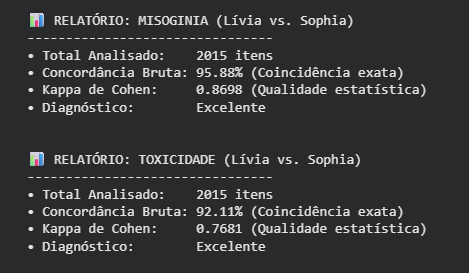 📊 RELATÓRIO: MISOGINIA (Lívia vs. Sophia)
-------------------------------
• Total Analisado: 2015 itens
• Concordância Bruta: 95.88% (Coincidência exata)
• Kappa de Cohen: 0.8698 (Qualidade estatística)
• Diagnóstico: Excelente
📊 RELATÓRIO: TOXICIDADE (Lívia vs. Sophia)
-------------------------------
• Total Analisado: 2015 itens
• Concordância Bruta: 92.11% (Coincidência exata)
• Kappa de Cohen: 0.7681 (Qualidade estatística)
• Diagnóstico: Excelente